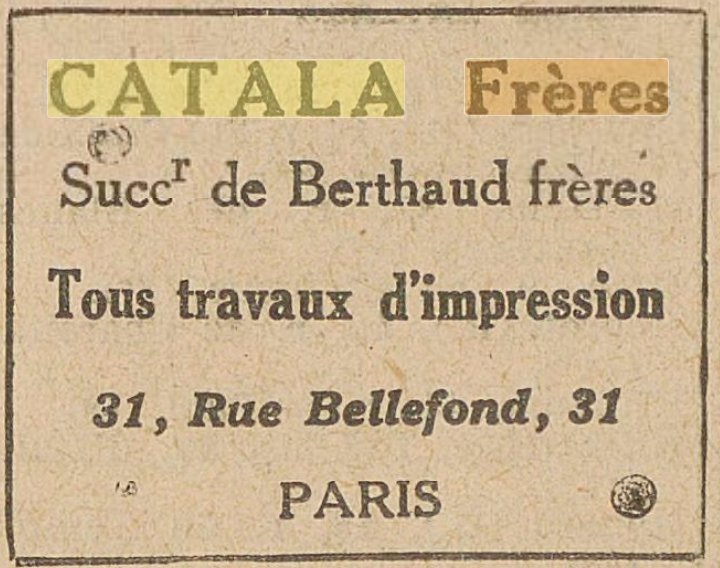 CATALA Frères
Succr de Berthaud frères
Tous travaux d'impression
31, Rue Bellefond, 31
PARIS